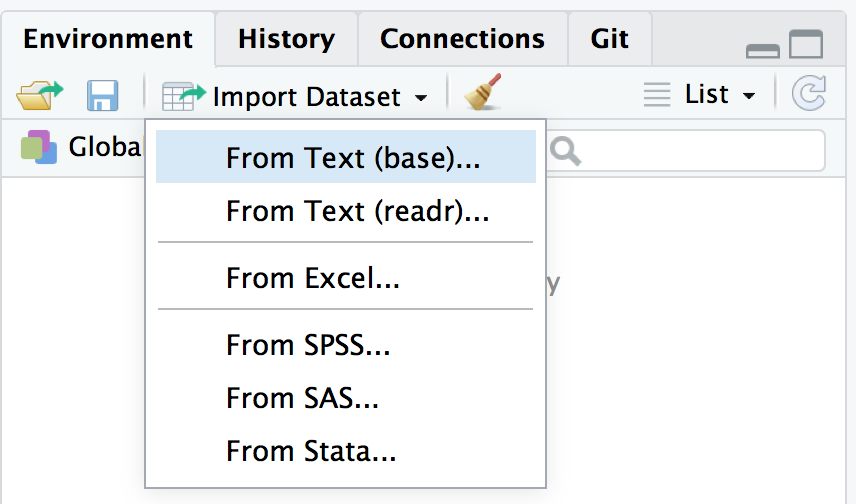 Environment History Connections Git
Import Dataset List
Globa
From Text (base)...
From Text (readr)...
From Excel...
y
From SPSS...
From SAS...
From Stata...